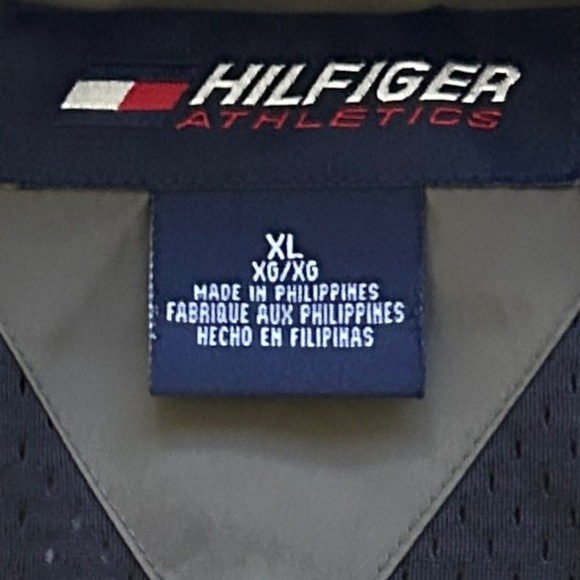 HILFIGER
ATHLETICS
XL
XG/XG
MADE IN PHILIPPINES
FABRIQUE AUX PHILIPPINES
HECHO EN FILIPINAS